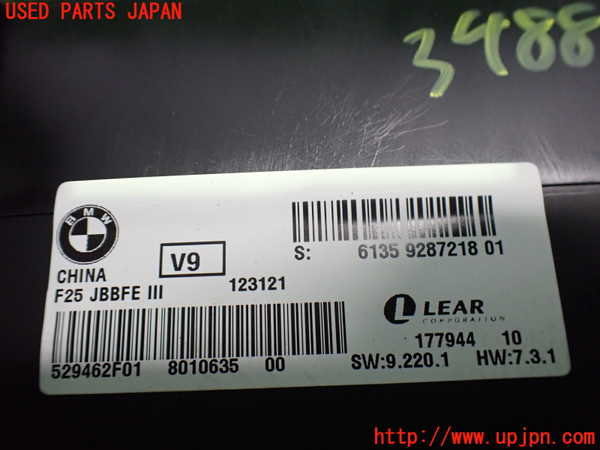 USED PARTS JAPAN
3488
BMW
CHINA
V9
S: 6135 9287218 01
F25 JBBFE III 123121
LEAR
CORPORATION
177944 10
529462F01 8010635 00
SW:9.220.1 HW:7.3.1
https://www.upjpn.com/